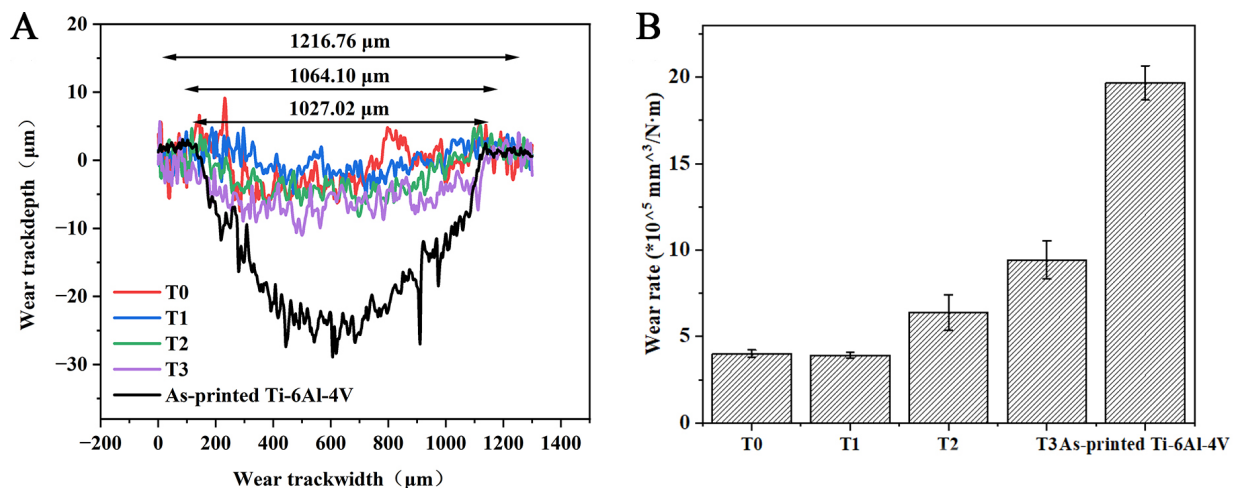 A
20
10
0
−10
−20
−30
Wear trackdepth（μm）
1216.76 μm
1064.10 μm
1027.02 μm
T0
T1
T2
T3
As-printed Ti-6Al-4V
−200
0
200
400
600
800
1000
1200
1400
Wear trackwidth（μm）
B
20
15
10
5
0
Wear rate (*10^⁵ mm^³/N·m)
T0
T1
T2
T3
As-printed Ti-6Al-4V